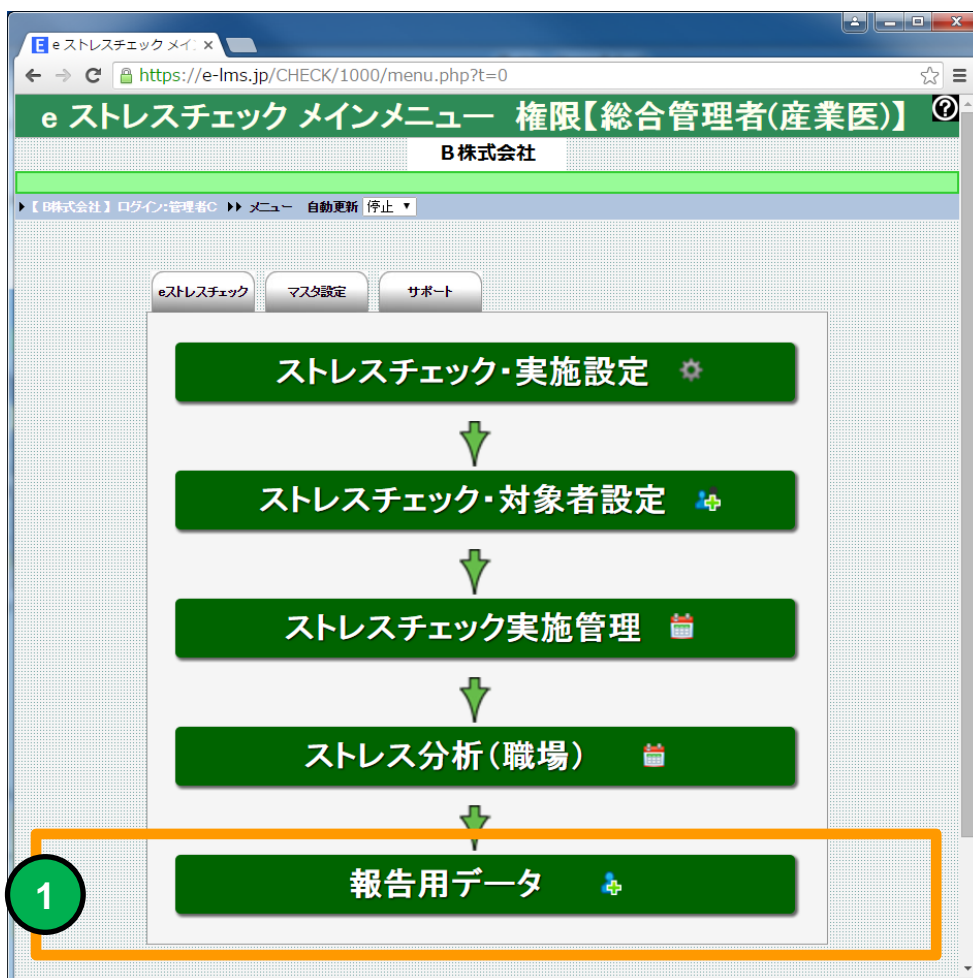 E e ストレスチェック メイ
https://e-lms.jp/CHECK/1000/menu.php?t=0
e ストレスチェック メインメニュー 権限【総合管理者(産業医)】 ?
B株式会社
【 B株式会社 】 ログイン:管理者C メニュー 自動更新 停止
eストレスチェック マスタ設定 サポート
ストレスチェック・実施設定
ストレスチェック・対象者設定
ストレスチェック実施管理
ストレス分析(職場)
1 報告用データ